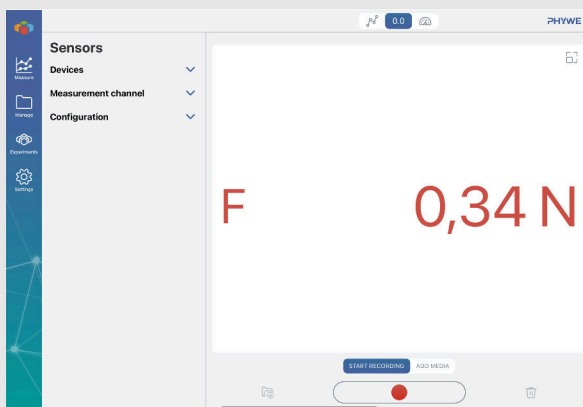 0.0
PHYWE
Sensors
Devices
Measurement channel
Configuration
Measure
Manage
Experiments
Settings
F 0,34 N
START RECORDING ADD MEDIA